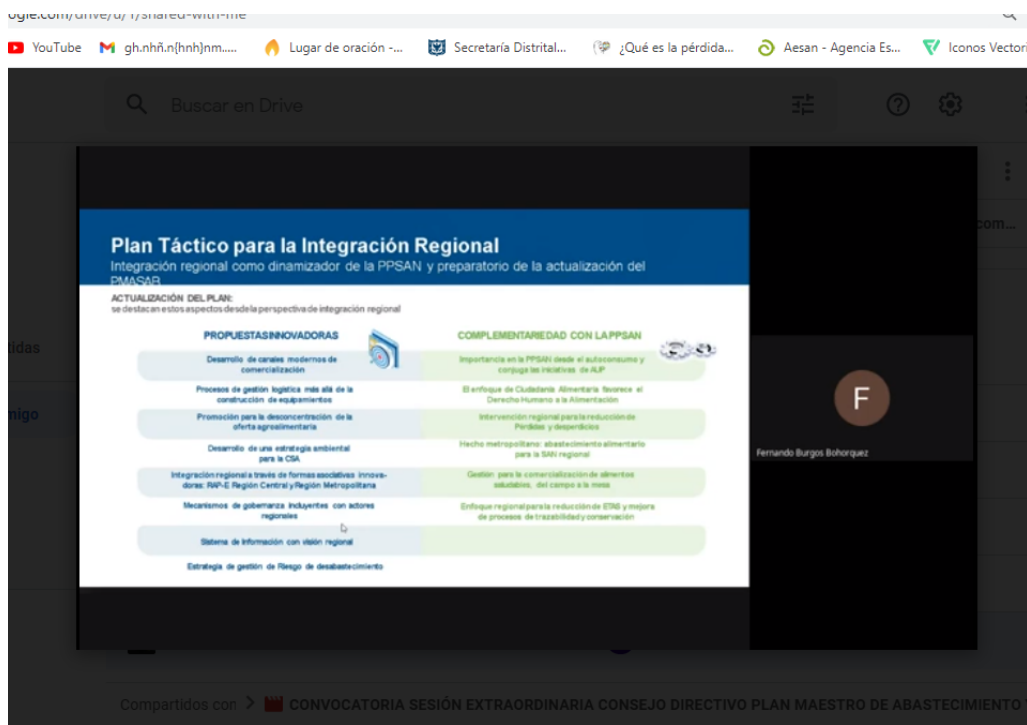 ogle.com/drive/u/1/shared-with-me
YouTube
gh.nhñ.n{hnh}nm.....
Lugar de oración -...
Secretaría Distrital...
¿Qué es la pérdida...
Aesan - Agencia Es...
Iconos Vectori
Buscar en Drive
com...
tidas
migo
Plan Táctico para la Integración Regional
Integración regional como dinamizador de la PPSAN y preparatorio de la actualización del
PMASAB
ACTUALIZACIÓN DEL PLAN:
se destacan estos aspectos desde la perspectiva de integración regional
PROPUESTAS INNOVADORAS
Desarrollo de canales modernos de
comercialización
Procesos de gestión logística más allá de la
construcción de equipamientos
Promoción para la desconcentración de la
oferta agroalimentaria
Desarrollo de una estrategia ambiental
para la CSA
Integración regional a través de formas asociativas innova-
doras: RAP-E Región Central y Región Metropolitana
Mecanismos de gobernanza incluyentes con actores
regionales
Sistema de Información con visión regional
Estrategia de gestión de Riesgo de desabastecimiento
COMPLEMENTARIEDAD CON LA PPSAN
Importancia en la PPSAN desde el autoconsumo y
conjuga las iniciativas de AUP
El enfoque de Ciudadanía Alimentaria favorece el
Derecho Humano a la Alimentación
Intervención regional para la reducción de
Pérdidas y desperdicios
Hecho metropolitano: abastecimiento alimentario
para la SAN regional
Gestión para la comercialización de alimentos
saludables, del campo a la mesa
Enfoque regional para la reducción de ETAS y mejora
de procesos de trazabilidad y conservación
F
Fernando Burgos Bohorquez
Compartidos con
CONVOCATORIA SESIÓN EXTRAORDINARIA CONSEJO DIRECTIVO PLAN MAESTRO DE ABASTECIMIENTO